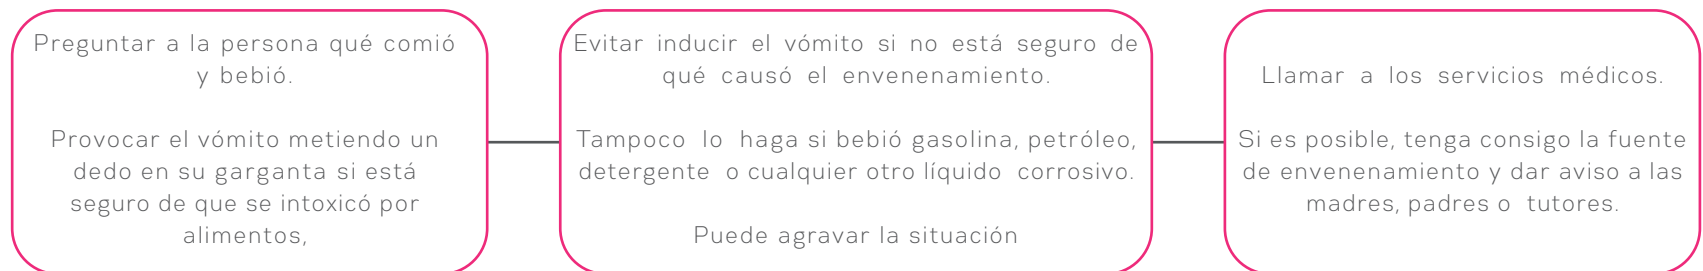 Preguntar a la persona qué comió
y bebió.
Provocar el vómito metiendo un
dedo en su garganta si está
seguro de que se intoxicó por
alimentos,
Evitar inducir el vómito si no está seguro de
qué causó el envenenamiento.
Tampoco lo haga si bebió gasolina, petróleo,
detergente o cualquier otro líquido corrosivo.
Puede agravar la situación
Llamar a los servicios médicos.
Si es posible, tenga consigo la fuente
de envenenamiento y dar aviso a las
madres, padres o tutores.